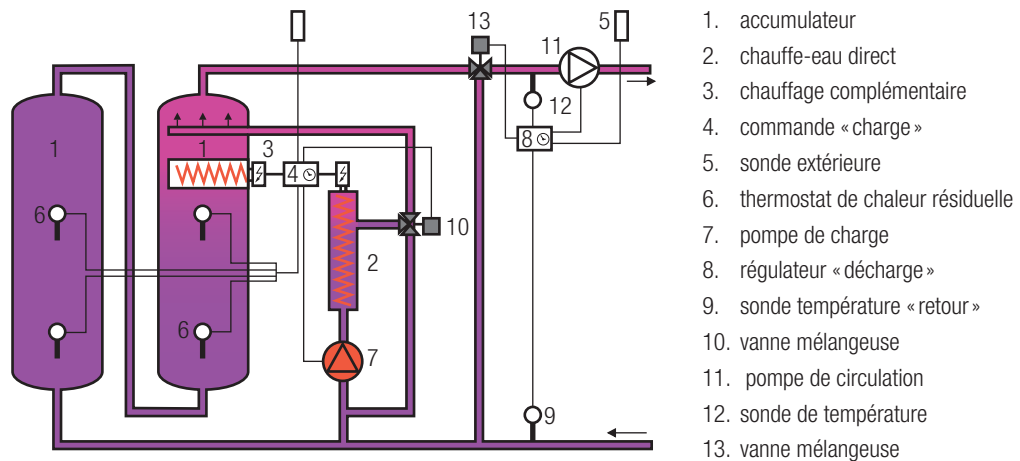 13
5
11
12
8
1
1
3
4
6
10
2
6
7
9
1. accumulateur
2. chauffe-eau direct
3. chauffage complémentaire
4. commande « charge »
5. sonde extérieure
6. thermostat de chaleur résiduelle
7. pompe de charge
8. régulateur « décharge »
9. sonde température « retour »
10. vanne mélangeuse
11. pompe de circulation
12. sonde de température
13. vanne mélangeuse